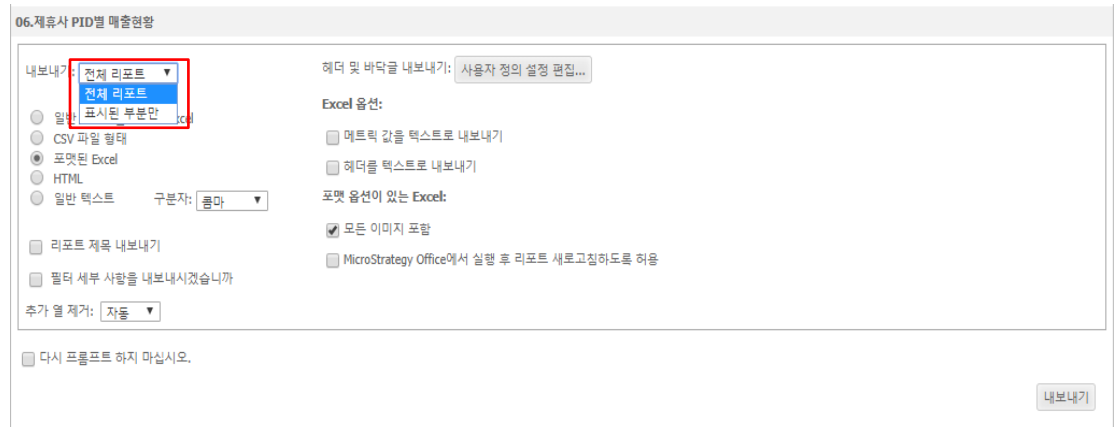 06.제휴사 PID별 매출현황
내보내기: 전체 리포트
전체 리포트
표시된 부분만
일반 xcel
CSV 파일 형태
포맷된 Excel
HTML
일반 텍스트 구분자: 콤마
리포트 제목 내보내기
필터 세부 사항을 내보내시겠습니까
추가 열 제거: 자동
헤더 및 바닥글 내보내기: 사용자 정의 설정 편집...
Excel 옵션:
메트릭 값을 텍스트로 내보내기
헤더를 텍스트로 내보내기
포맷 옵션이 있는 Excel:
모든 이미지 포함
MicroStrategy Office에서 실행 후 리포트 새로고침하도록 허용
다시 프롬프트 하지 마십시오.
내보내기